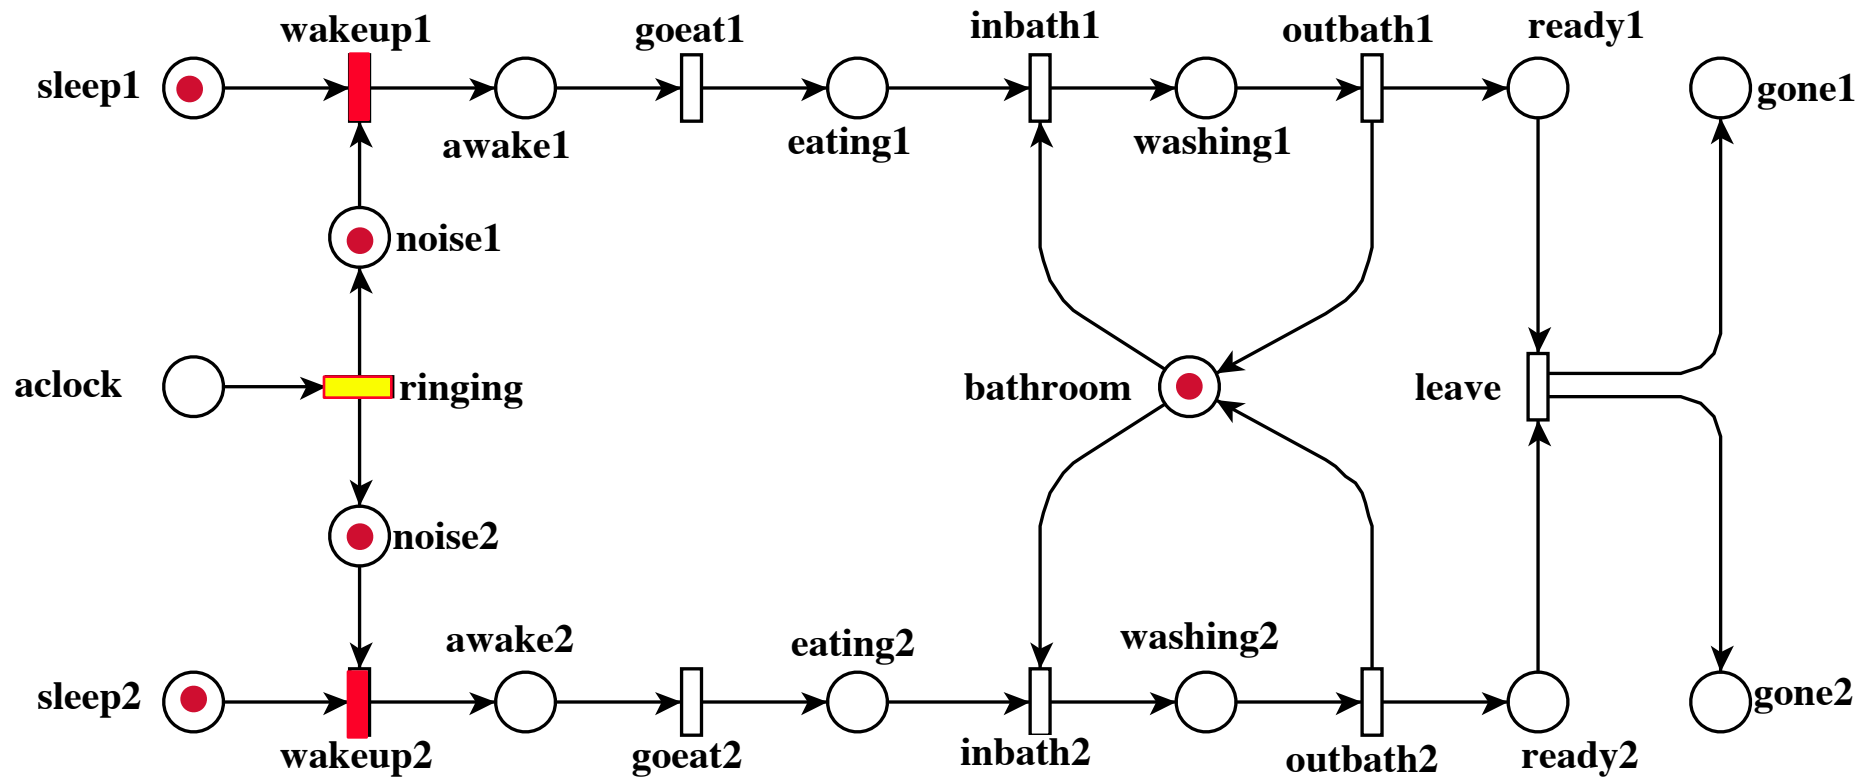 wakeup1
goeat1
inbath1
outbath1
ready1
sleep1
gone1
awake1
eating1
washing1
noise1
aclock
ringing
bathroom
leave
noise2
awake2
eating2
washing2
sleep2
gone2
wakeup2
goeat2
inbath2
outbath2
ready2